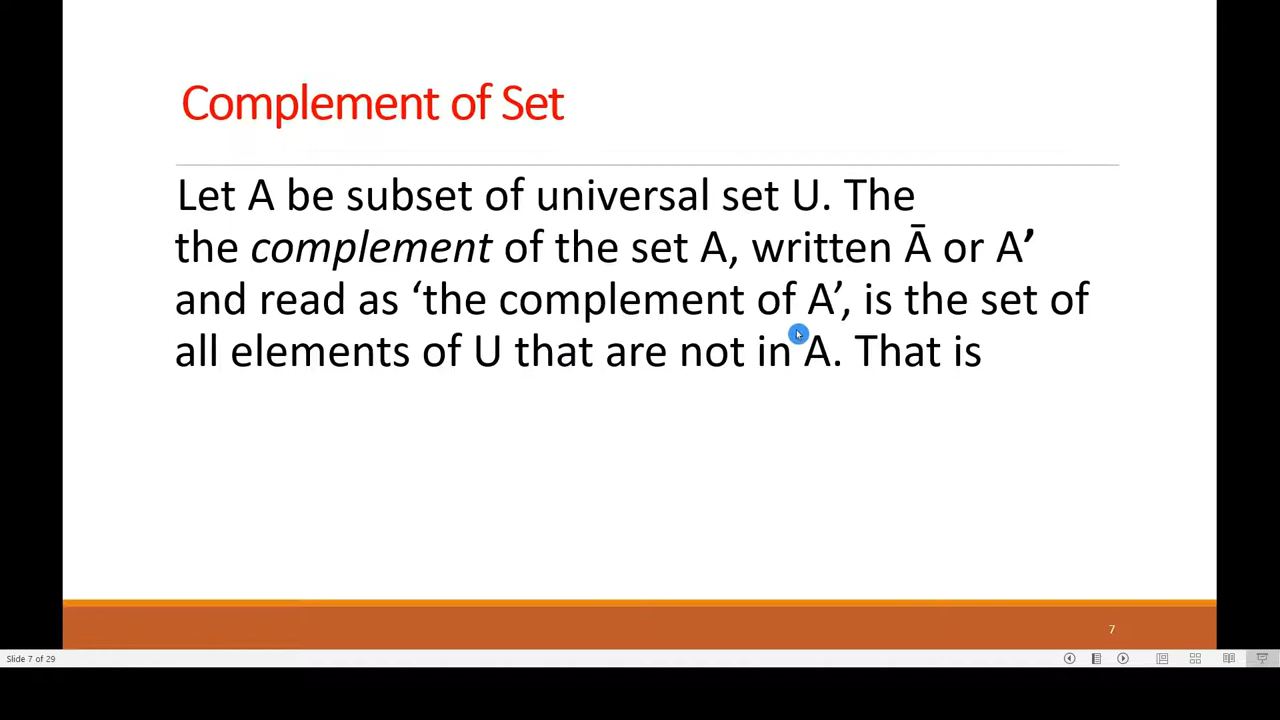 Complement of Set
Let A be subset of universal set U. The
the complement of the set A, written Ā or A’
and read as ‘the complement of A’, is the set of
all elements of U that are not in A. That is
7
Slide 7 of 29